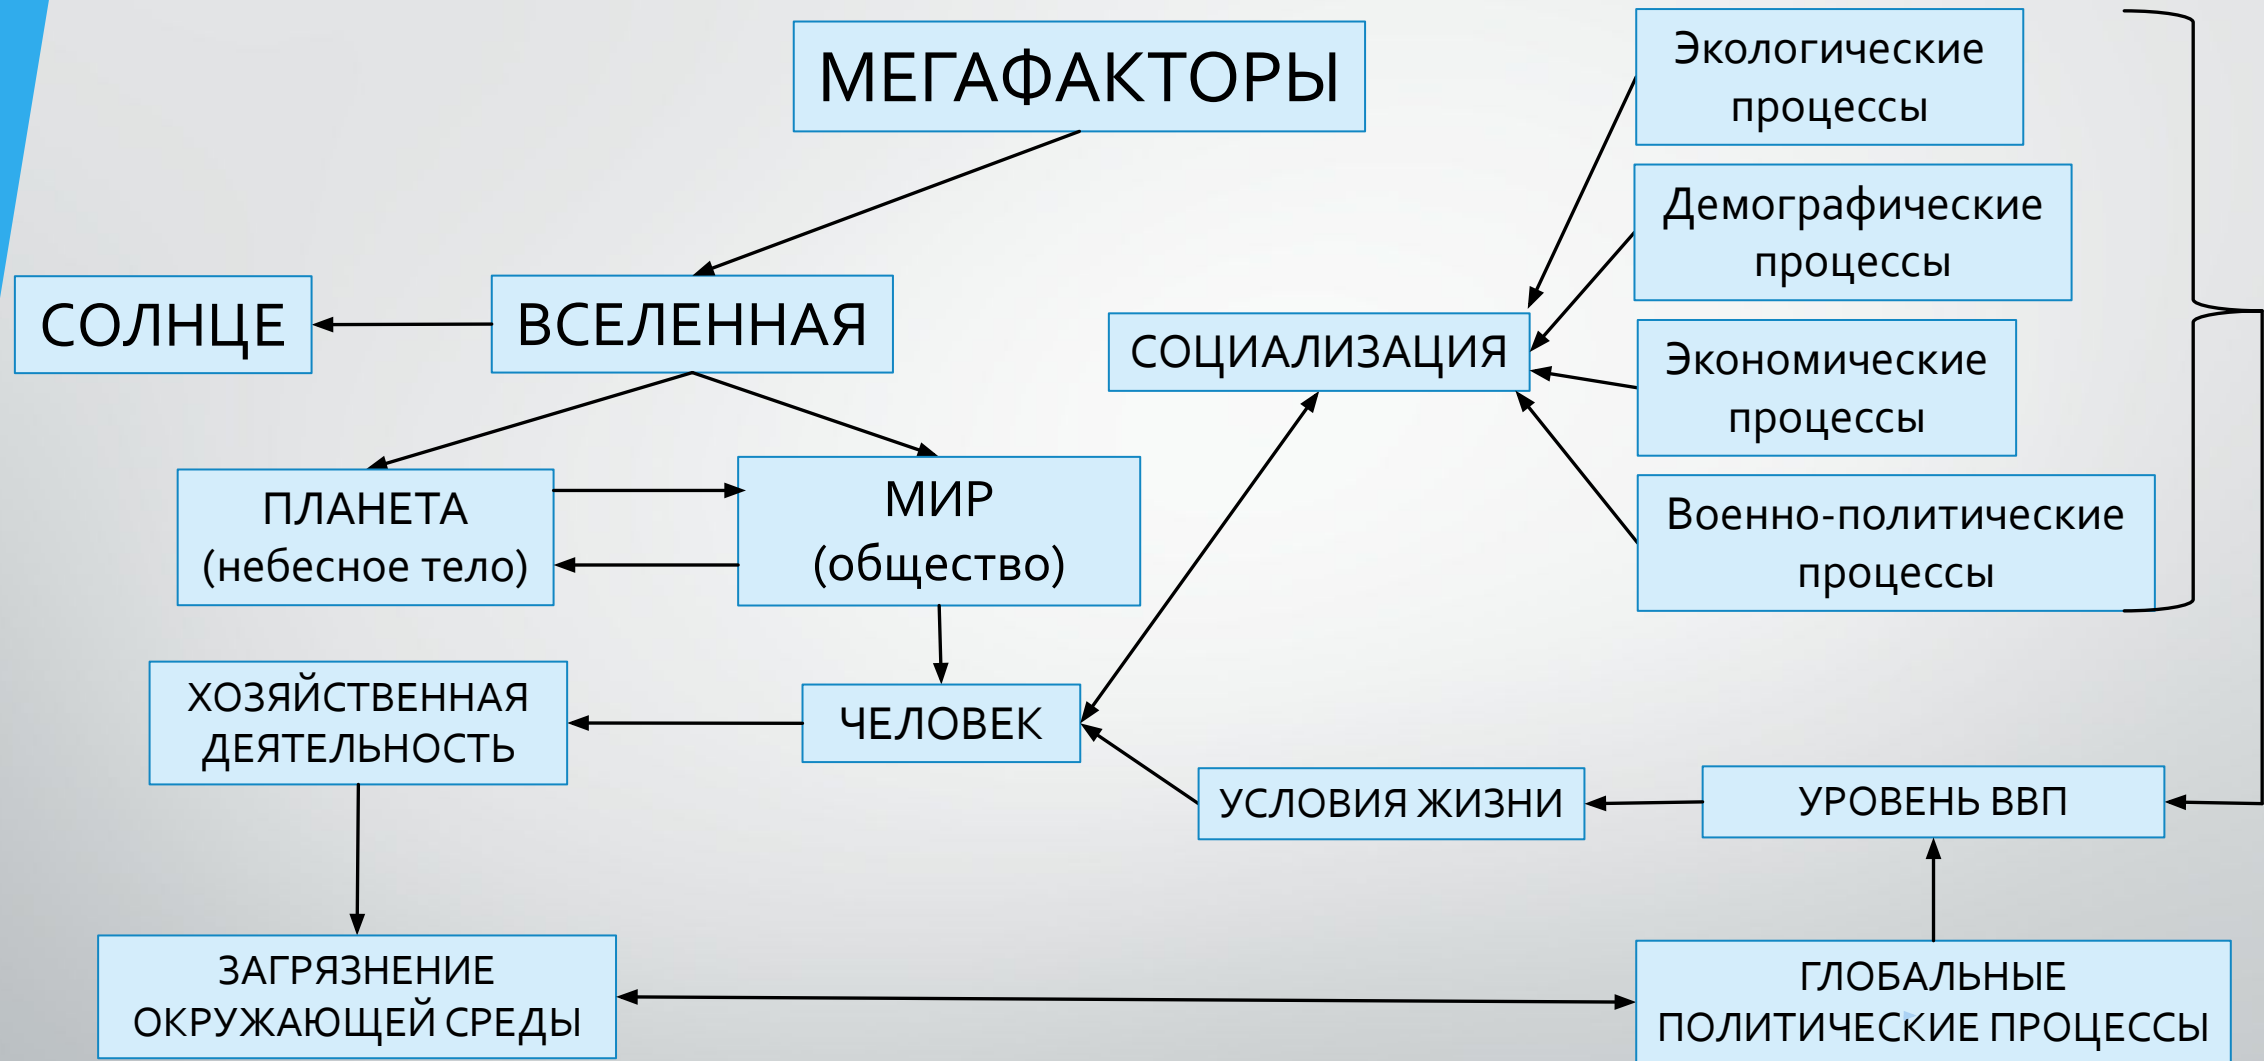 МЕГАФАКТОРЫ
Экологические
процессы
Демографические
процессы
СОЛНЦЕ
ВСЕЛЕННАЯ
СОЦИАЛИЗАЦИЯ
Экономические
процессы
ПЛАНЕТА
(небесное тело)
МИР
(общество)
Военно-политические
процессы
ХОЗЯЙСТВЕННАЯ
ДЕЯТЕЛЬНОСТЬ
ЧЕЛОВЕК
УСЛОВИЯ ЖИЗНИ
УРОВЕНЬ ВВП
ЗАГРЯЗНЕНИЕ
ОКРУЖАЮЩЕЙ СРЕДЫ
ГЛОБАЛЬНЫЕ
ПОЛИТИЧЕСКИЕ ПРОЦЕССЫ